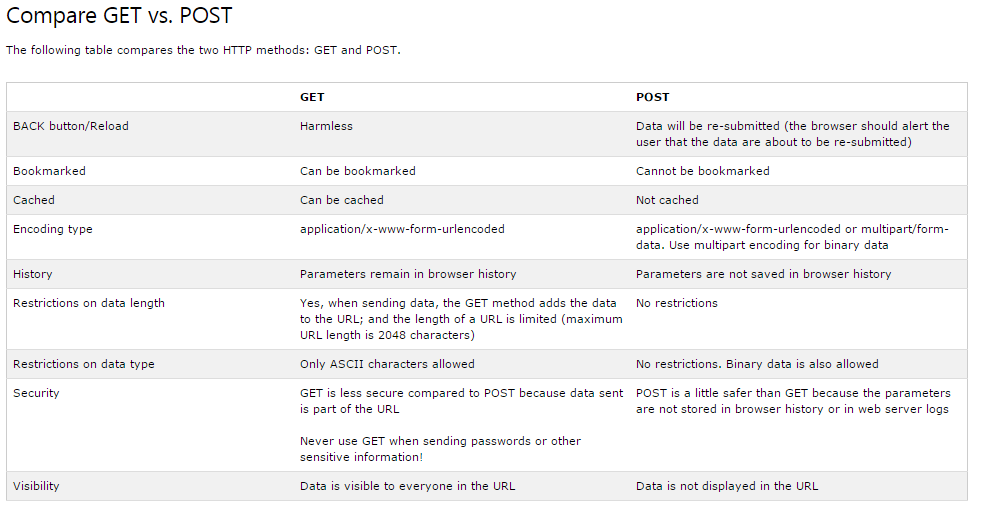 Compare GET vs. POST
The following table compares the two HTTP methods: GET and POST.
GET POST
BACK button/Reload Harmless Data will be re-submitted (the browser should alert the
user that the data are about to be re-submitted)
Bookmarked Can be bookmarked Cannot be bookmarked
Cached Can be cached Not cached
Encoding type application/x-www-form-urlencoded application/x-www-form-urlencoded or multipart/form-
data. Use multipart encoding for binary data
History Parameters remain in browser history Parameters are not saved in browser history
Restrictions on data length Yes, when sending data, the GET method adds the data No restrictions
to the URL; and the length of a URL is limited (maximum
URL length is 2048 characters)
Restrictions on data type Only ASCII characters allowed No restrictions. Binary data is also allowed
Security GET is less secure compared to POST because data sent POST is a little safer than GET because the parameters
is part of the URL are not stored in browser history or in web server logs
Never use GET when sending passwords or other
sensitive information!
Visibility Data is visible to everyone in the URL Data is not displayed in the URL